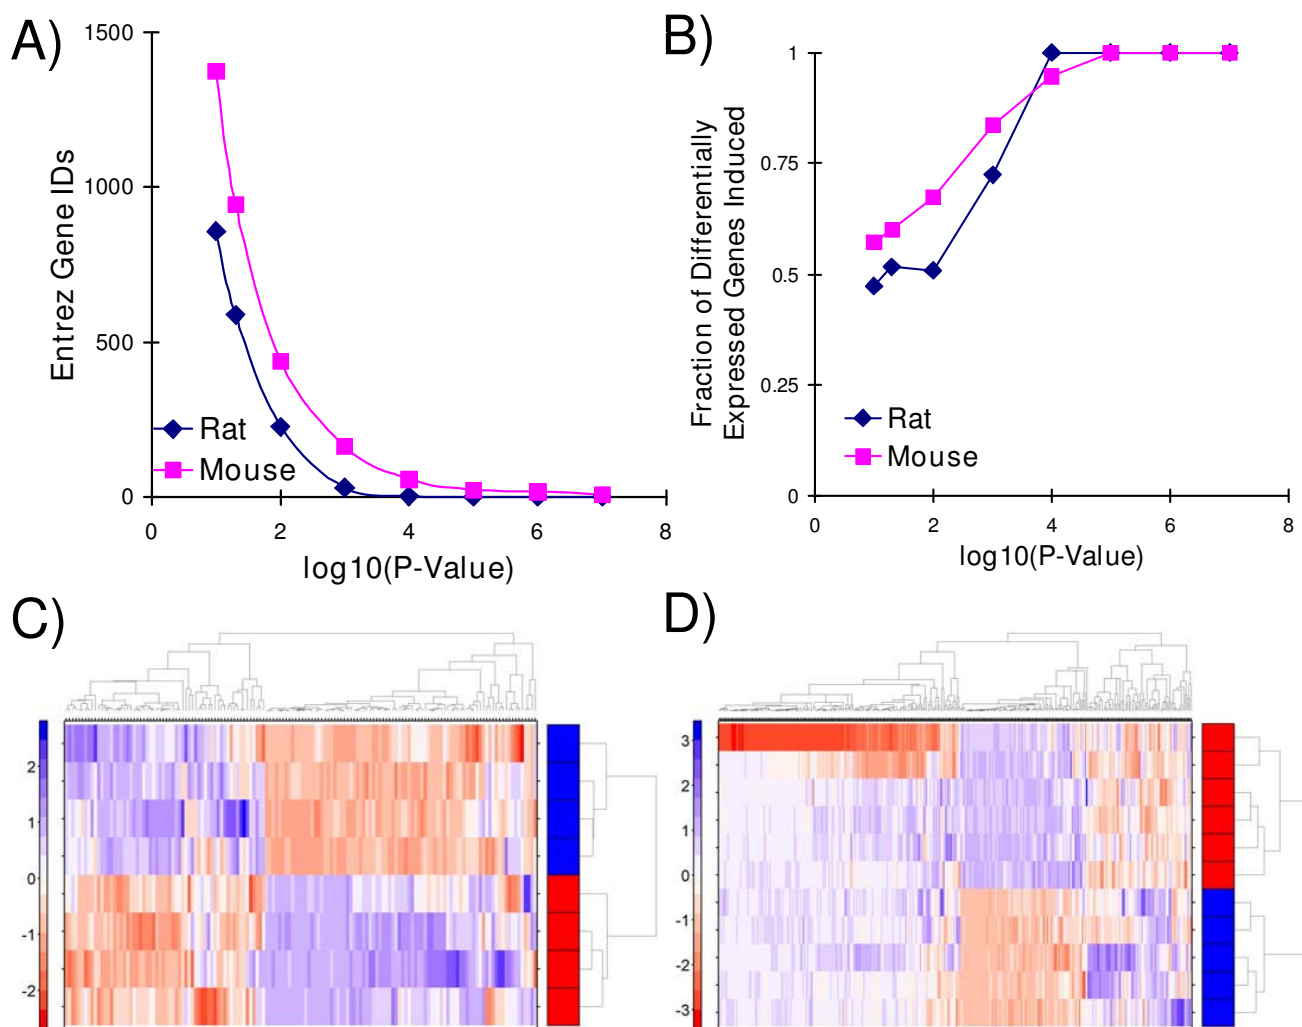 A)
1500
1000
500
0
Entrez Gene IDs
Rat
Mouse
0 2 4 6 8
log10(P-Value)
B)
1
0.75
0.5
0.25
0
Fraction of Differentially
Expressed Genes Induced
Rat
Mouse
0 2 4 6 8
log10(P-Value)
C)
2
1
0
-1
-2
D)
3
2
1
0
-1
-2
-3